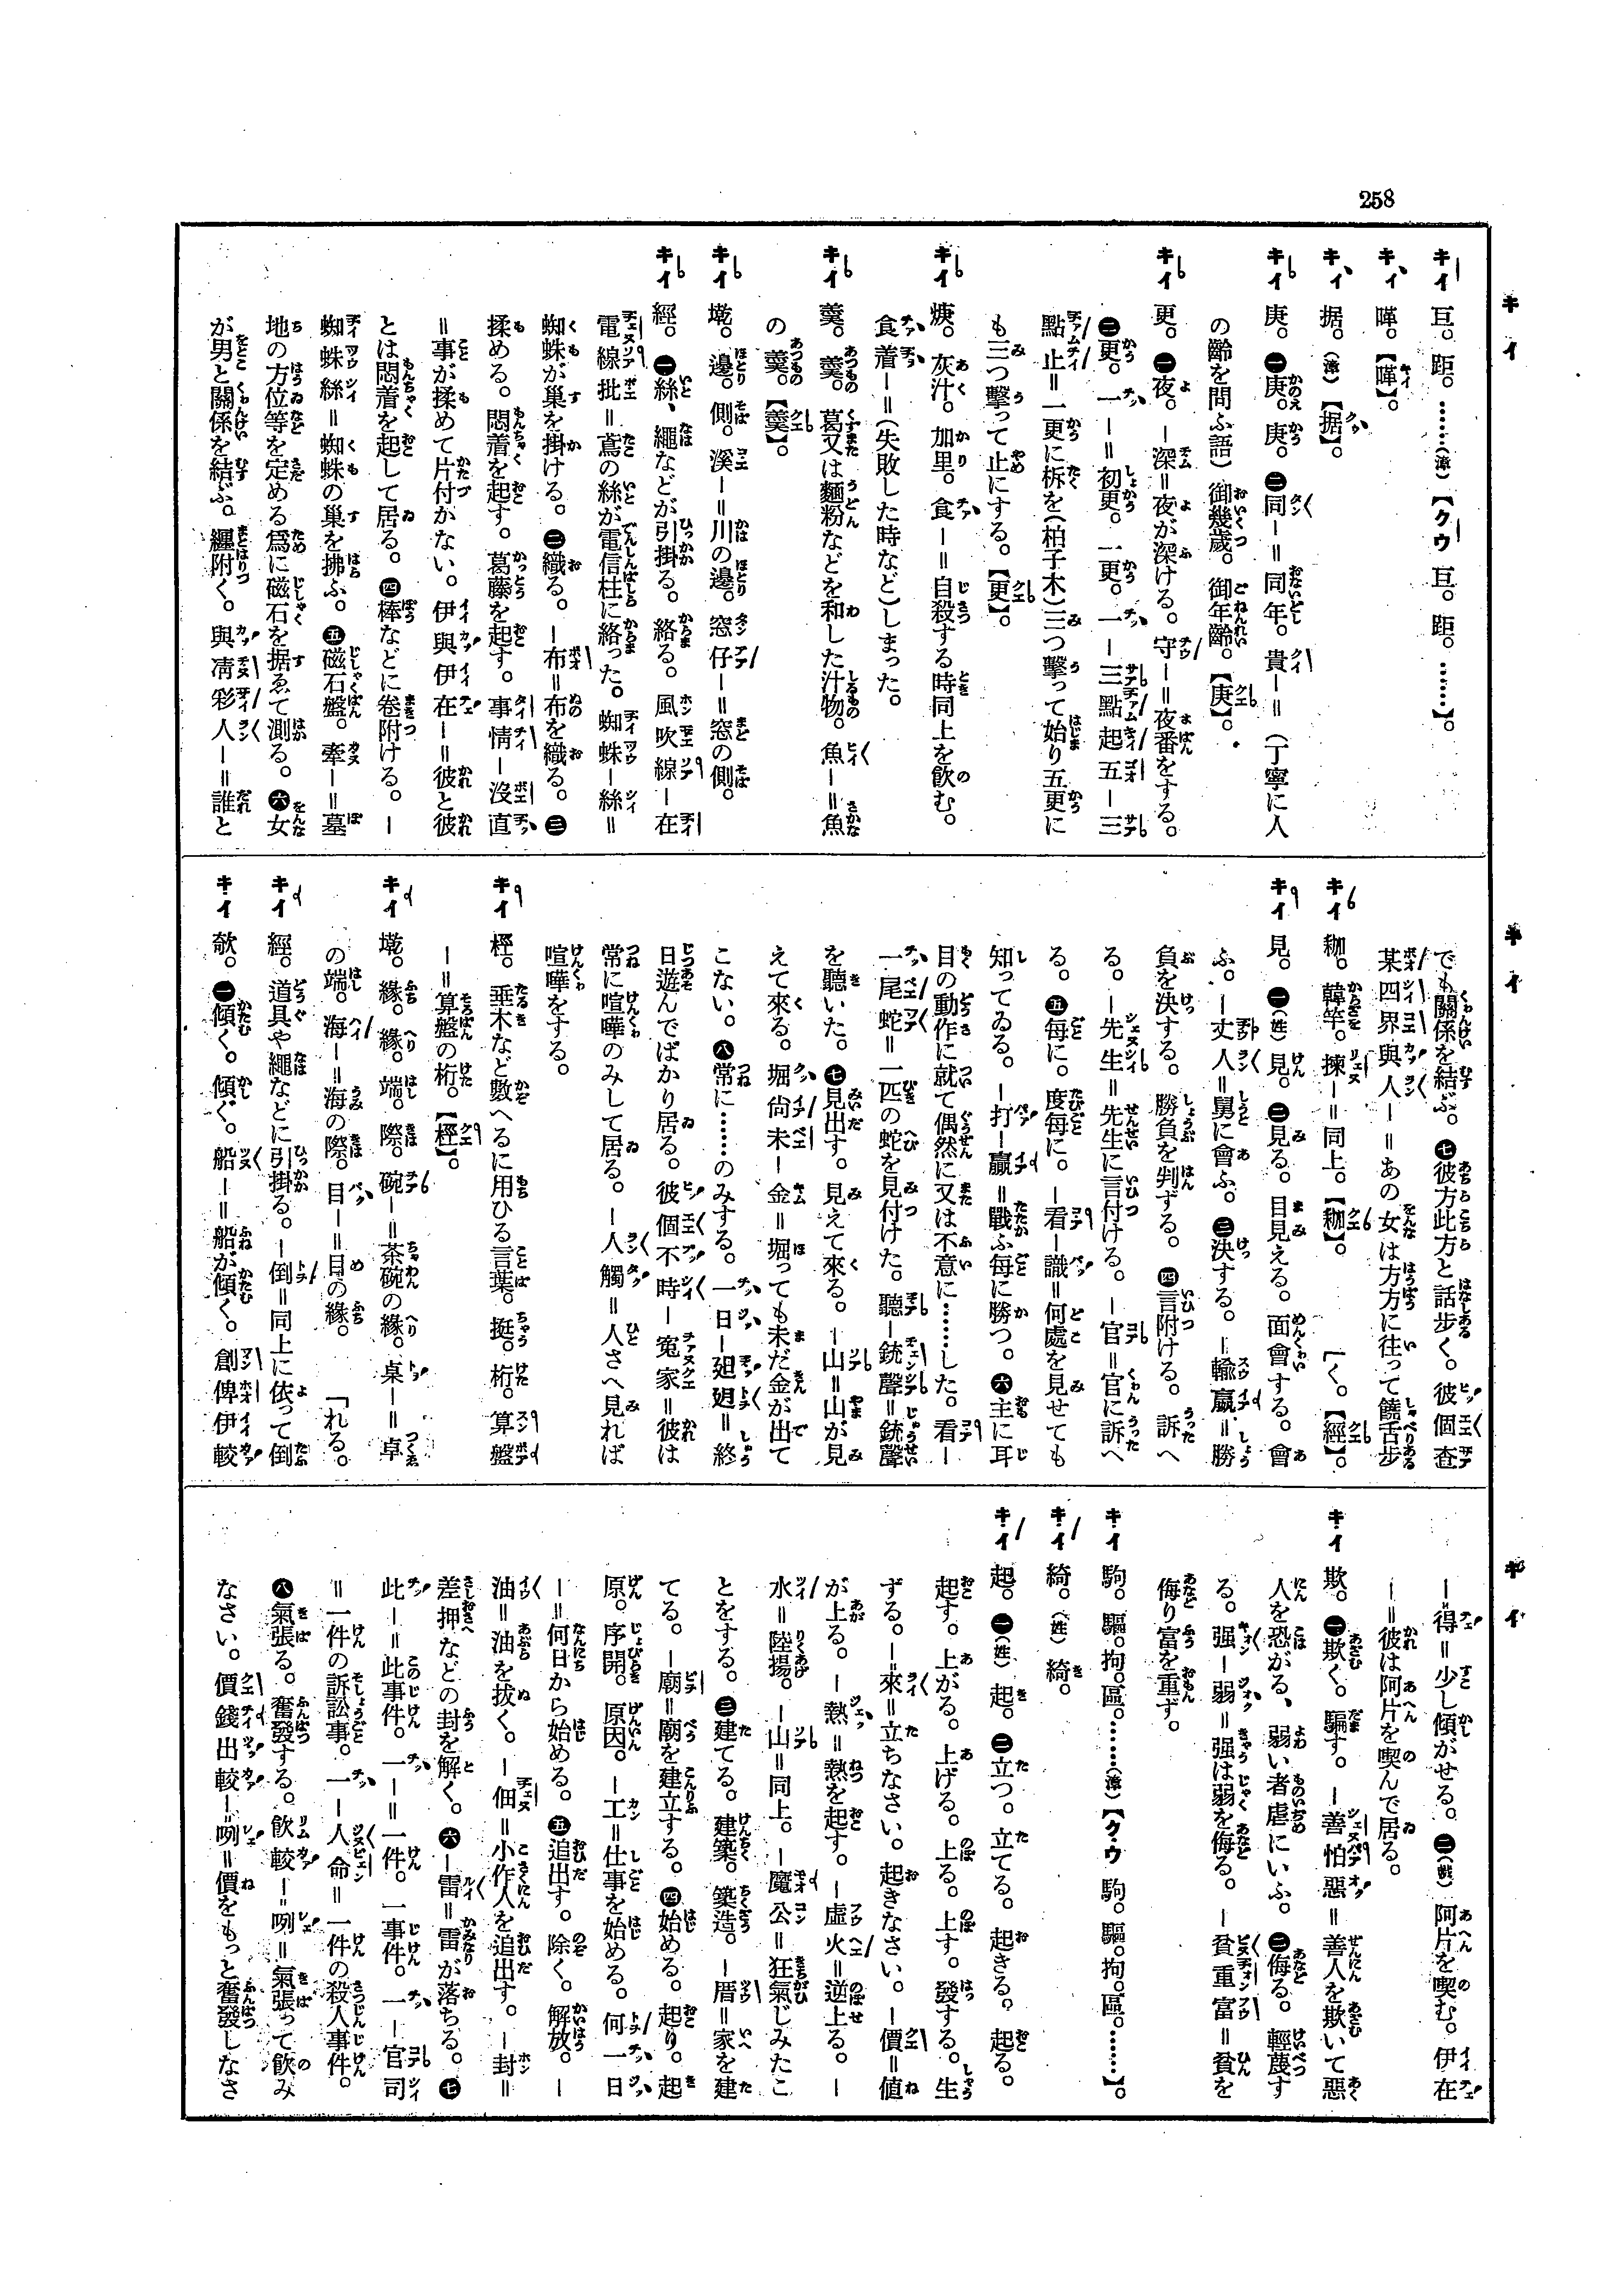 258
キイ
キイ 亙。距。………(漳)【クウ 亙。距。………】。
キイ 暳。【暳】。
キイ 据。(漳)【据】。
キイ 庚。㊀庚。庚。㊁同ー＝同年。貴ー＝(丁寧に人
の齡を問ふ語)御幾歲。御年齡。【庚】。
キイ 更。㊀夜。ー深＝夜が深ける。守ー＝夜番をする。
㊁更。一ー＝初更。一更。一ー三點起五ー三
點止＝一更に柝を(柏子木)三つ擊って始り五更に
も三つ擊って止にする。【更】。
キイ 焿。灰汁。加里。食ー＝自殺する時同上を飮む。
食着ー＝(失敗した時など)しまった。
キイ 羹。羹。葛又は麵粉などを和した汁物。魚ー＝魚
の羹。【羹】。
キイ 墘。邊。側。溪ー＝川の邊。窓仔ー＝窓の側。
キイ 經。㊀絲、繩などが引掛る。絡る。風吹線ー在
電線批＝鳶の絲が電信柱に絡った。蜘蛛ー絲＝
蜘蛛が巢を掛ける。㊁織る。ー布＝布を織る。㊂
揉める。悶着を起す。葛藤を起す。事情ー沒直
＝事が揉めて片付かない。伊與伊在ー＝彼と彼
とは悶着を起して居る。㊃棒などに卷附ける。ー
蜘蛛絲＝蜘蛛の巢を拂ふ。㊄磁石盤。牽ー＝墓
地の方位等を定める爲に磁石を据ゑて測る。㊅女
が男と關係を結ぶ。纒附く。與凊彩人ー＝誰と
キイ
でも關係を結ぶ。㊆彼方此方と話步く。彼個查
某四界與人ー＝あの女は方方に往って饒舌步
「く。【經】。
キイ 耞。韓竿。揀ー＝同上。【耞】。
キイ 見。㊀(姓)見。㊁見る。目見える。面會する。會
ふ。ー丈人＝舅に會ふ。㊂決する。ー輸贏＝勝
負を決する。勝負を判ずる。㊃言附ける。訴へ
る。ー先生＝先生に言付ける。ー官＝官に訴へ
る。㊄每に。度每に。ー看ー識＝何處を見せても
知ってゐる。ー打ー贏＝戰ふ每に勝つ。㊅主に耳
目の動作に就て偶然に又は不意に………した。看ー
一尾蛇＝一匹の蛇を見付けた。聽ー銃聲＝銃聲
を聽いた。㊆見出す。見えて來る。ー山＝山が見
えて來る。堀尙未ー金＝堀っても未だ金が出て
こない。㊇常に……のみする。一日ー𨑨迌＝終
日遊んでばかり居る。彼個不時ー寃家＝彼は
常に喧嘩のみして居る。ー人觸＝人さへ見れば
喧嘩をする。
キイ 桱。垂木など數へるに用ひる言葉。挺。桁。算盤
ー＝算盤の桁。【桱】。
キイ 墘。緣。緣。端。際。碗ー＝茶碗の緣。桌ー＝卓
の端。海ー＝海の際。目ー＝目の緣。
「れる。
キイ 經。道具や繩などに引掛る。ー倒＝同上に依って倒
キイ 欹。㊀傾く。傾ぐ。船ー＝船が傾く。創俾伊較
キイ
ー得＝少し傾がせる。㊁(戲)阿片を喫む。伊在
ー＝彼は阿片を喫んで居る。
キイ 欺。㊀欺く。騙す。ー善怕惡＝善人を欺いて惡
人を恐がる、弱い者虐にいふ。㊁侮る。輕蔑す
る。强ー弱＝强は弱を侮る。ー貧重富＝貧を
侮り富を重ず。
キイ 駒。驅。拘。區。………(漳)【クウ 駒。驅。拘。區。………】。
キイ 綺。(姓)綺。
キイ 起。㊀(姓)起。㊁立つ。立てる。起きる。起る。
起す。上がる。上げる。上る。上す。發する。生
ずる。ー來＝立ちなさい。起きなさい。ー價＝値
が上る。ー熱＝熱を起す。ー虛火＝逆上る。ー
水＝陸揚。ー山＝同上。ー魔公＝狂氣じみたこ
とをする。㊂建てる。建築。築造。ー厝＝家を建
てる。ー廟＝廟を建立する。㊃始める。起り。起
原。序開。原因。ー工＝仕事を始める。何一日
ー＝何日から始める。㊄追出す。除く。解放。ー
油＝油を拔く。ー佃＝小作人を追出す。ー封＝
差押などの封を解く。㊅ー雷＝雷が落ちる。㊆
此ー＝此事件。一ー＝一件。一事件。一ー官司
＝一件の訴訟事。一ー人命＝一件の殺人事件。
㊇氣張る。奮發する。飮較ー咧＝氣張って飮み
なさい。價錢出較ー咧＝價をもっと奮發しなさ